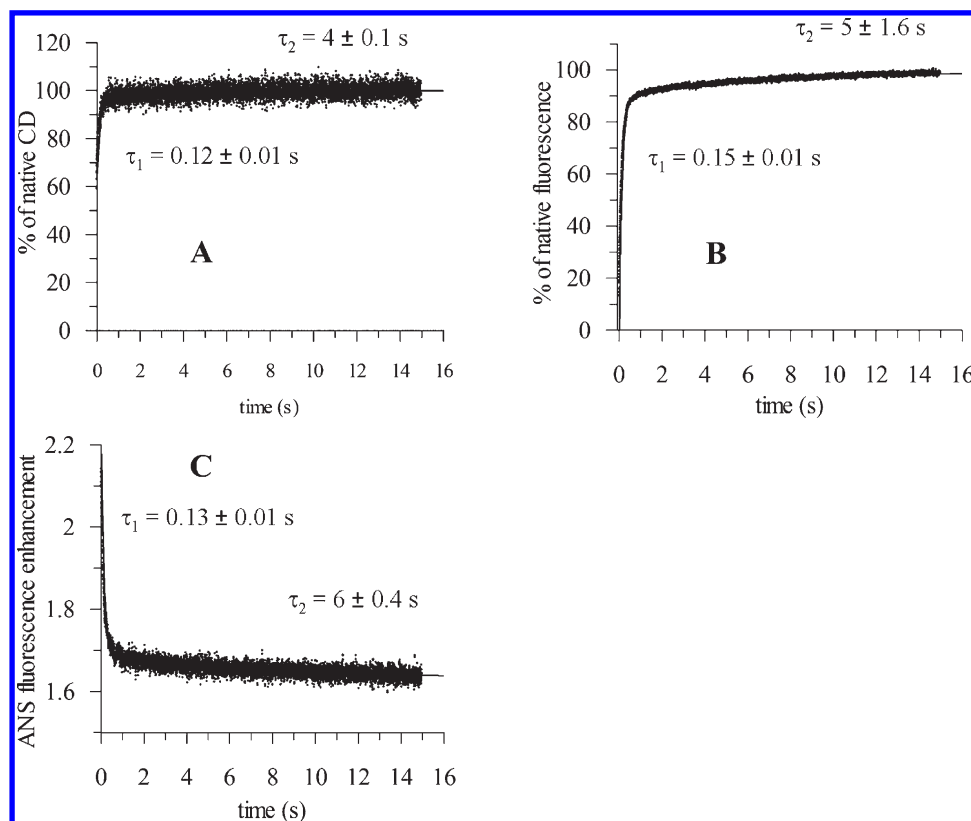 τ2 = 4 ± 0.1 s
120
100
80
60
40
20
0
% of native CD
τ1 = 0.12 ± 0.01 s
A
0 2 4 6 8 10 12 14 16
time (s)
τ2 = 5 ± 1.6 s
100
80
60
40
20
0
% of native fluorescence
τ1 = 0.15 ± 0.01 s
B
0 2 4 6 8 10 12 14 16
time (s)
2.2
2
1.8
1.6
ANS fluorescence enhancement
C
τ1 = 0.13 ± 0.01 s
τ2 = 6 ± 0.4 s
0 2 4 6 8 10 12 14 16
time (s)